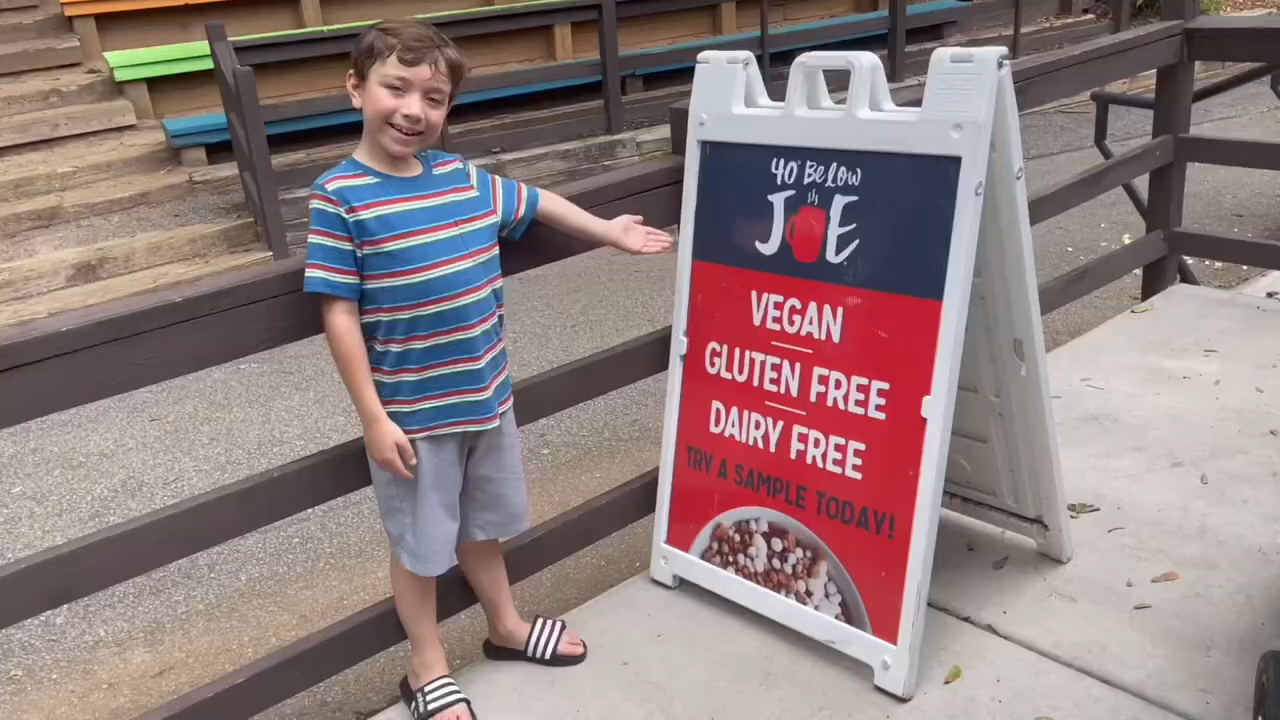 40° Below
JOE
VEGAN
GLUTEN FREE
DAIRY FREE
TRY A SAMPLE TODAY!